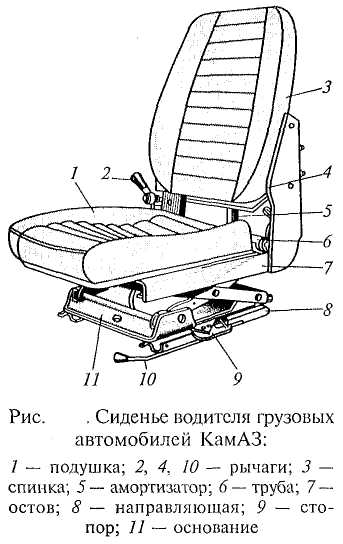 1
2
3
4
5
6
7
8
9
10
11
Рис. . Сиденье водителя грузовых
автомобилей КамАЗ:
1 — подушка; 2, 4, 10 — рычаги; 3 —
спинка; 5 — амортизатор; 6 — труба; 7 —
остов; 8 — направляющая; 9 — сто-
пор; 11 — основание